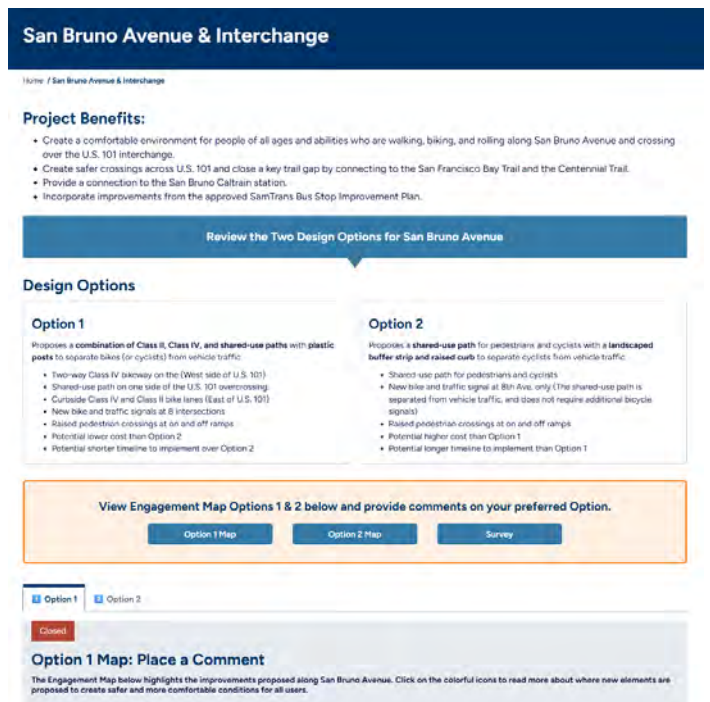 San Bruno Avenue & Interchange
Home / San Bruno Avenue & Interchange
Project Benefits:
• Create a comfortable environment for people of all ages and abilities who are walking, biking, and rolling along San Bruno Avenue and crossing
over the U.S. 101 interchange.
• Create safer crossings across U.S. 101 and close a key trail gap by connecting to the San Francisco Bay Trail and the Centennial Trail.
• Provide a connection to the San Bruno Caltrain station.
• Incorporate improvements from the approved SamTrans Bus Stop Improvement Plan.
Review the Two Design Options for San Bruno Avenue
Design Options
Option 1
Proposes a combination of Class II, Class IV, and shared-use paths with plastic
posts to separate bikes (or cyclists) from vehicle traffic
• Two-way Class IV bikeway on the (West side of U.S. 101)
• Shared-use path on one side of the U.S. 101 overcrossing.
• Curbside Class IV and Class II bike lanes (East of U.S. 101)
• New bike and traffic signals at 8 intersections
• Raised pedestrian crossings at on and off ramps
• Potential lower cost than Option 2
• Potential shorter timeline to implement over Option 2
Option 2
Proposes a shared-use path for pedestrians and cyclists with a landscaped
buffer strip and raised curb to separate cyclists from vehicle traffic
• Shared-use path for pedestrians and cyclists
• New bike and traffic signal at 8th Ave. only (The shared-use path is
separated from vehicle traffic, and does not require additional bicycle
signals)
• Raised pedestrian crossings at on and off ramps
• Potential higher cost than Option 1
• Potential longer timeline to implement than Option 1
View Engagement Map Options 1 & 2 below and provide comments on your preferred Option.
Option 1 Map
Option 2 Map
Survey
1 Option 1
2 Option 2
Closed
Option 1 Map: Place a Comment
The Engagement Map below highlights the improvements proposed along San Bruno Avenue. Click on the colorful icons to read more about where new elements are
proposed to create safer and more comfortable conditions for all users.